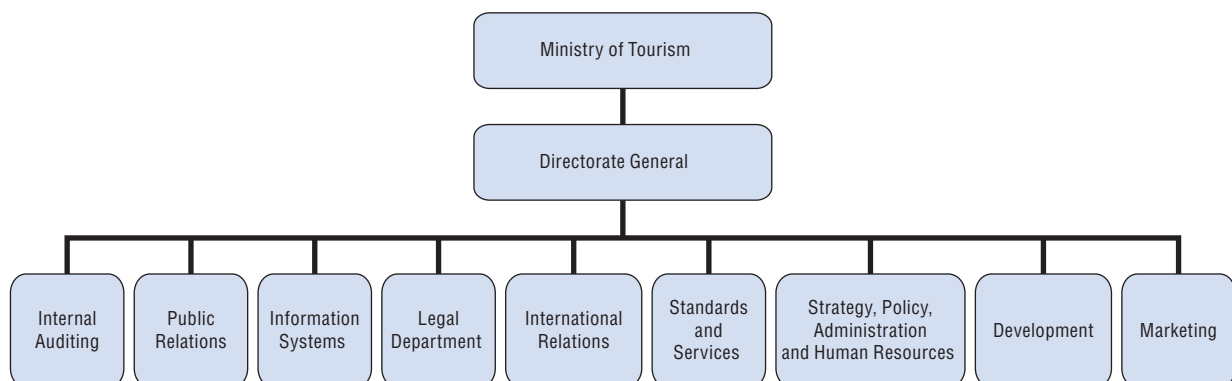 Ministry of Tourism
Directorate General
Internal
Auditing
Public
Relations
Information
Systems
Legal
Department
International
Relations
Standards
and
Services
Strategy, Policy,
Administration
and Human Resources
Development
Marketing